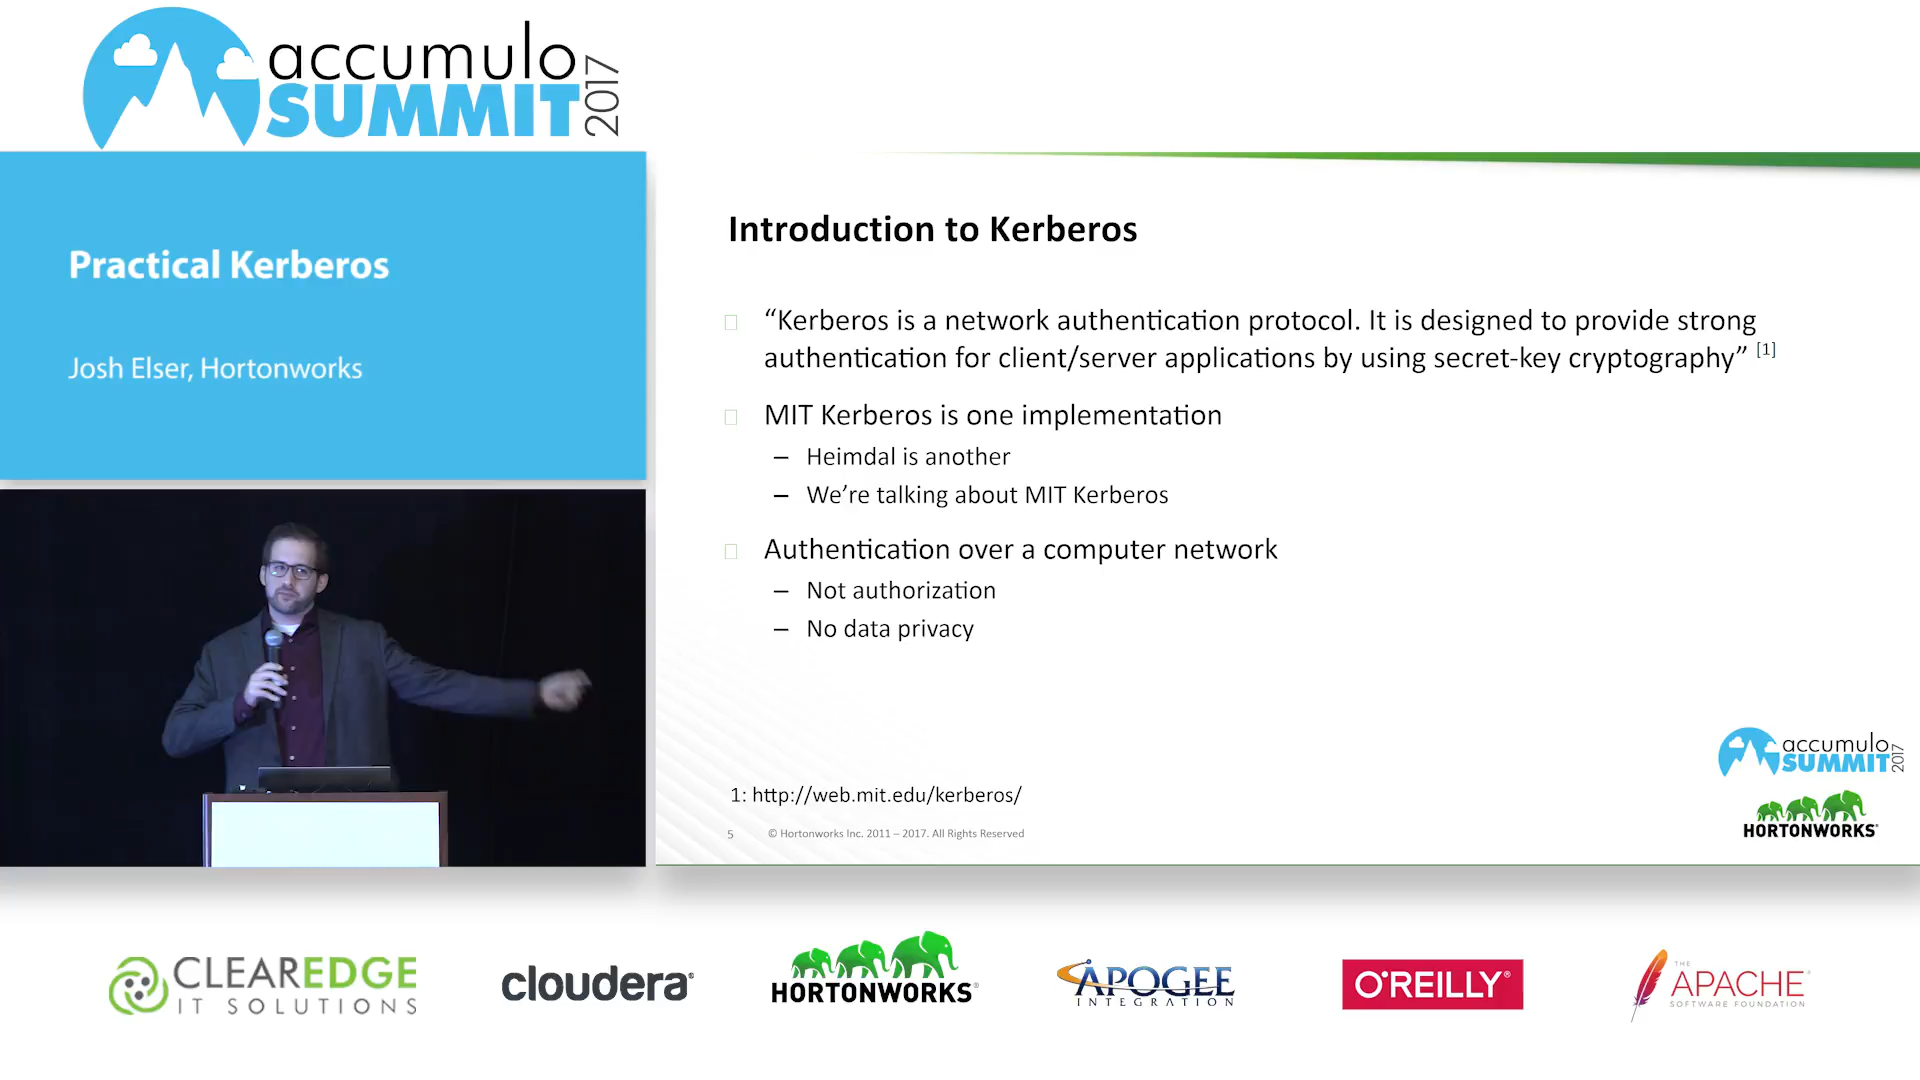 accumulo
SUMMIT
2017
Practical Kerberos
Josh Elser, Hortonworks
Introduction to Kerberos
“Kerberos is a network authentication protocol. It is designed to provide strong
authentication for client/server applications by using secret-key cryptography” [1]
MIT Kerberos is one implementation
– Heimdal is another
– We’re talking about MIT Kerberos
Authentication over a computer network
– Not authorization
– No data privacy
1: http://web.mit.edu/kerberos/
5 © Hortonworks Inc. 2011 – 2017. All Rights Reserved
accumulo
SUMMIT
2017
HORTONWORKS®
CLEAREDGE
IT SOLUTIONS
cloudera®
HORTONWORKS®
APOGEE
INTEGRATION
O'REILLY®
THE
APACHE®
SOFTWARE FOUNDATION